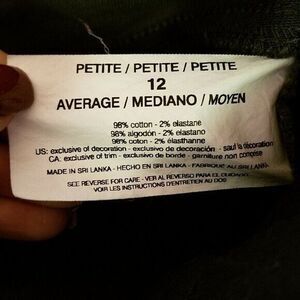 PETITE / PETITE / PETITE
12
AVERAGE / MEDIANO / MOYEN
98% cotton - 2% elastane
98% algodón - 2% elastano
98% coton - 2% élasthanne
US: exclusive of decoration - exclusivo de decoración - sauf la décoration
CA: exclusive of trim - exclusivo de borde - garniture non comprise
MADE IN SRI LANKA - HECHO EN SRI LANKA - FAIT AU SRI LANKA
SEE REVERSE FOR CARE - VER AL REVERSO PARA EL CUIDADO
VOIR LES INSTRUCTIONS D'ENTRETIEN AU DOS